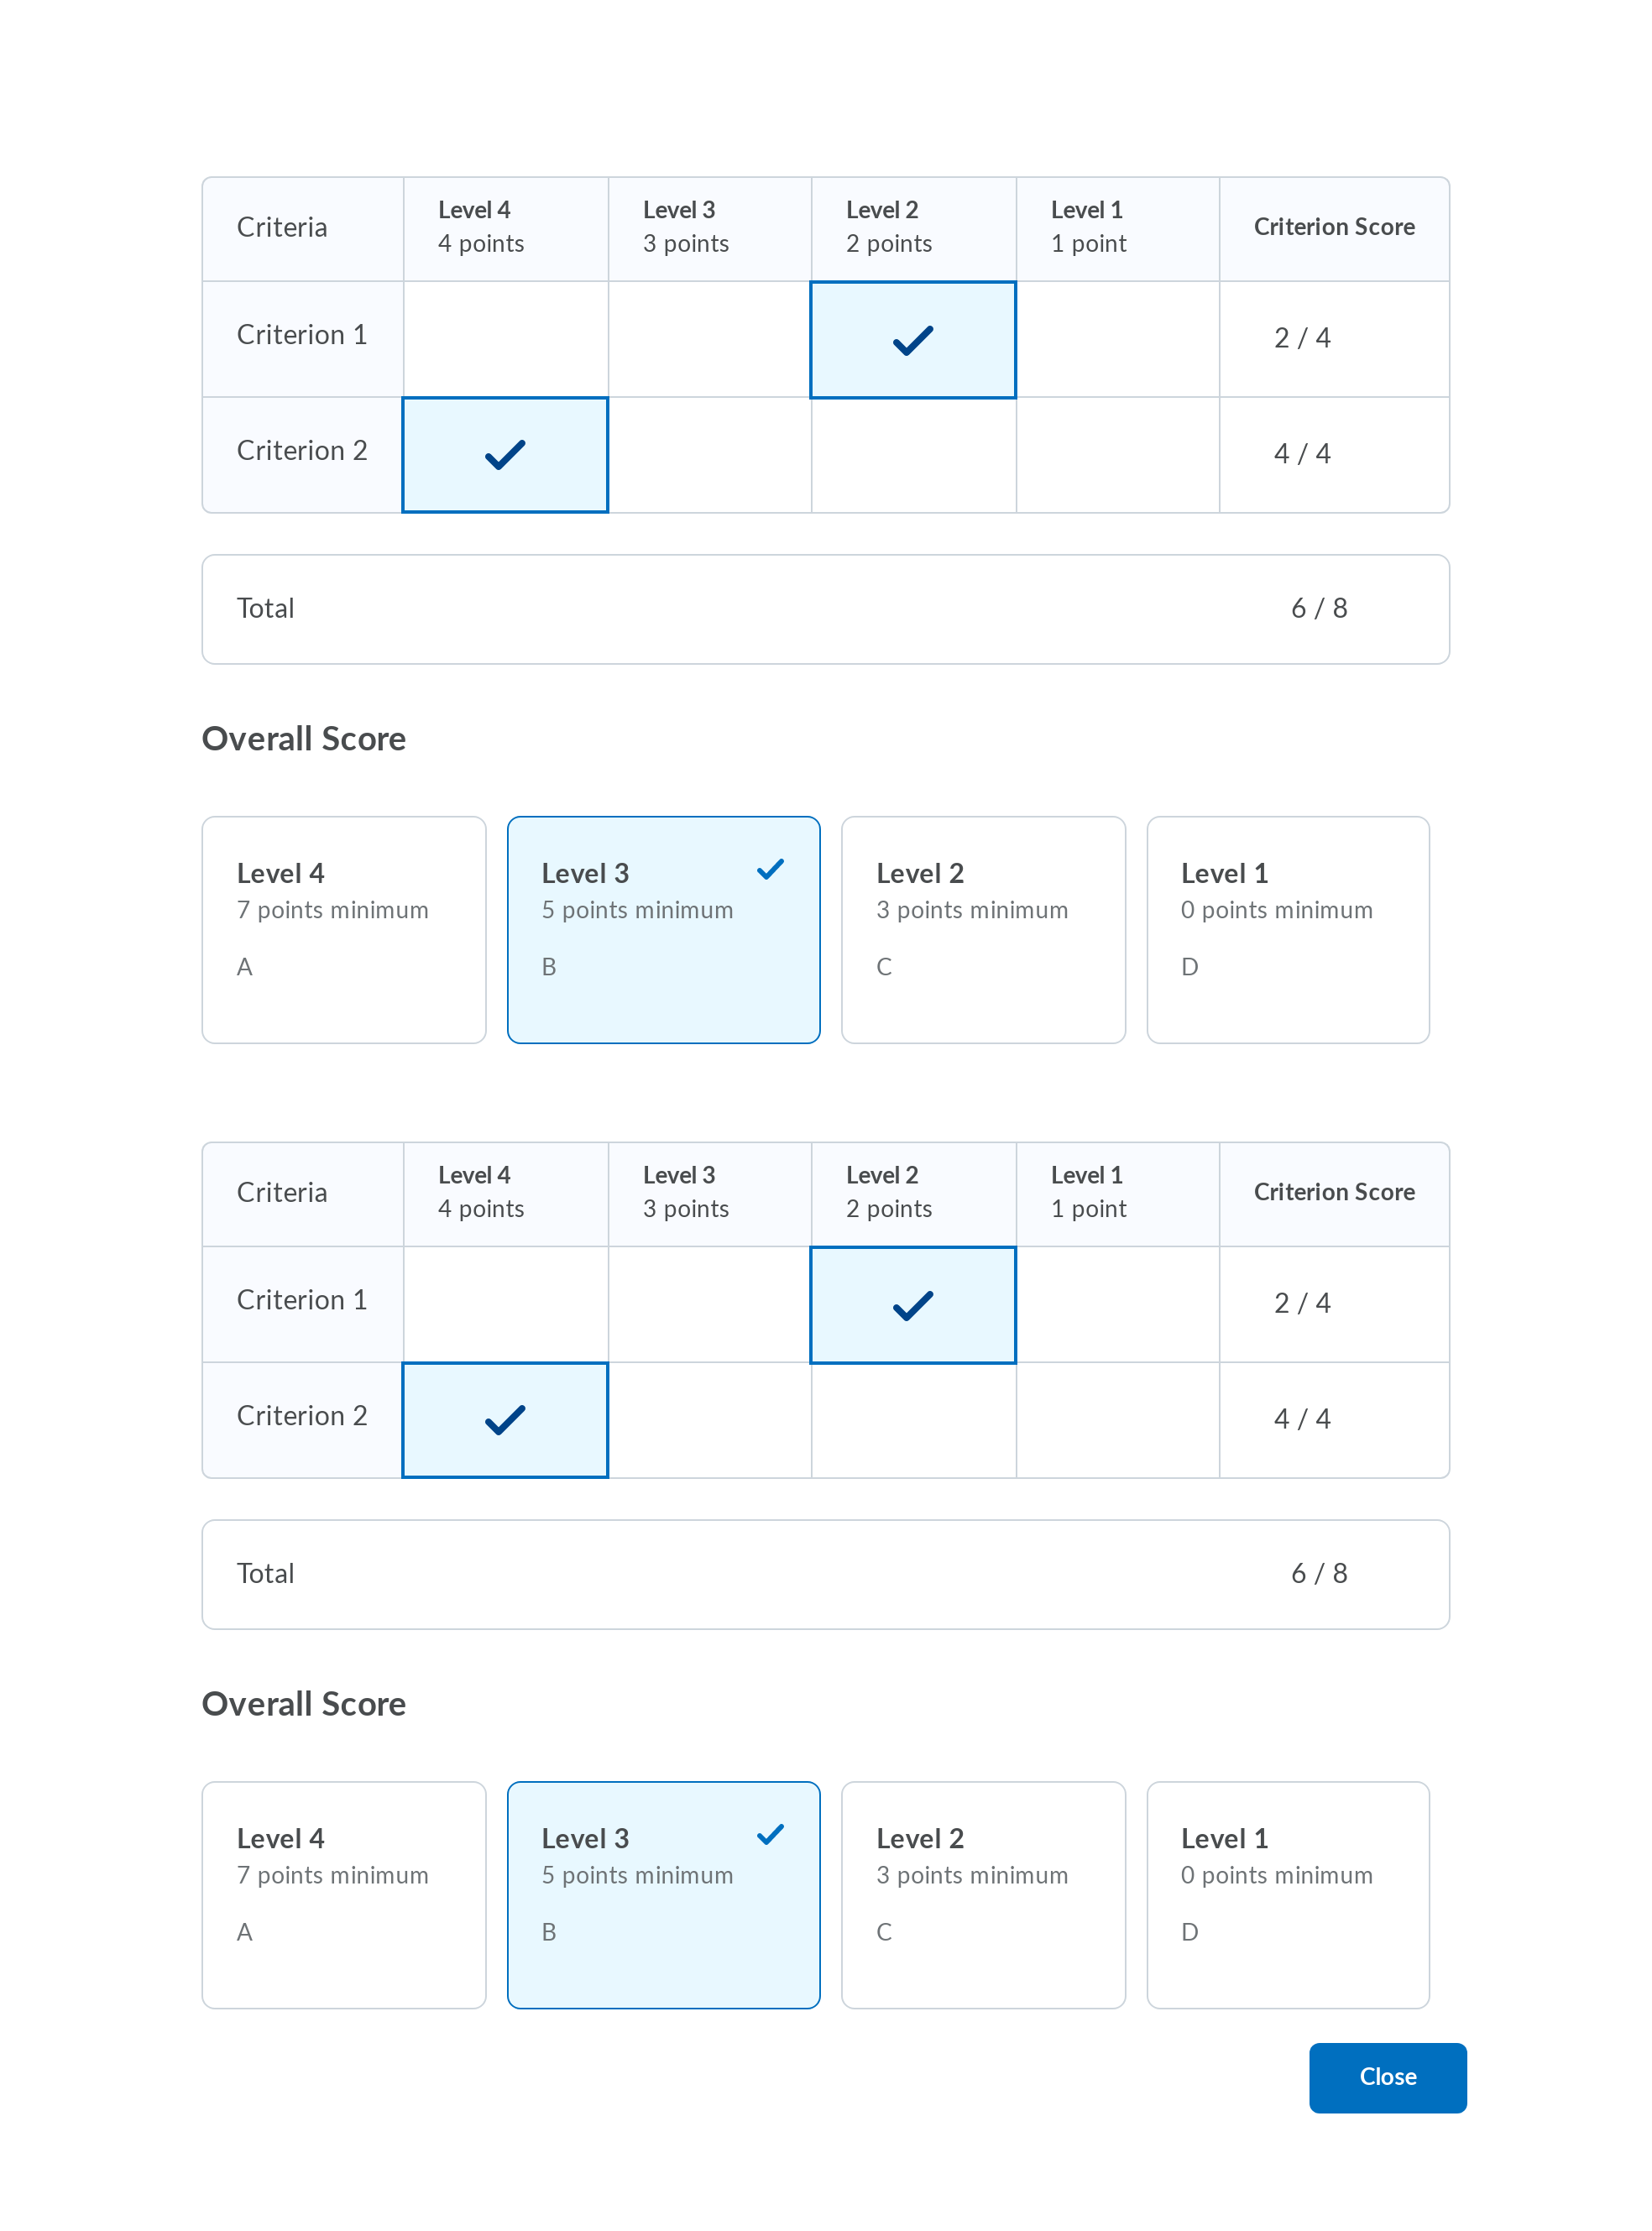 Criteria
Level 4
4 points
Level 3
3 points
Level 2
2 points
Level 1
1 point
Criterion Score
Criterion 1
2 / 4
Criterion 2
4 / 4
Total
6 / 8
Overall Score
Level 4
7 points minimum
A
Level 3
5 points minimum
B
Level 2
3 points minimum
C
Level 1
0 points minimum
D
Criteria
Level 4
4 points
Level 3
3 points
Level 2
2 points
Level 1
1 point
Criterion Score
Criterion 1
2 / 4
Criterion 2
4 / 4
Total
6 / 8
Overall Score
Level 4
7 points minimum
A
Level 3
5 points minimum
B
Level 2
3 points minimum
C
Level 1
0 points minimum
D
Close